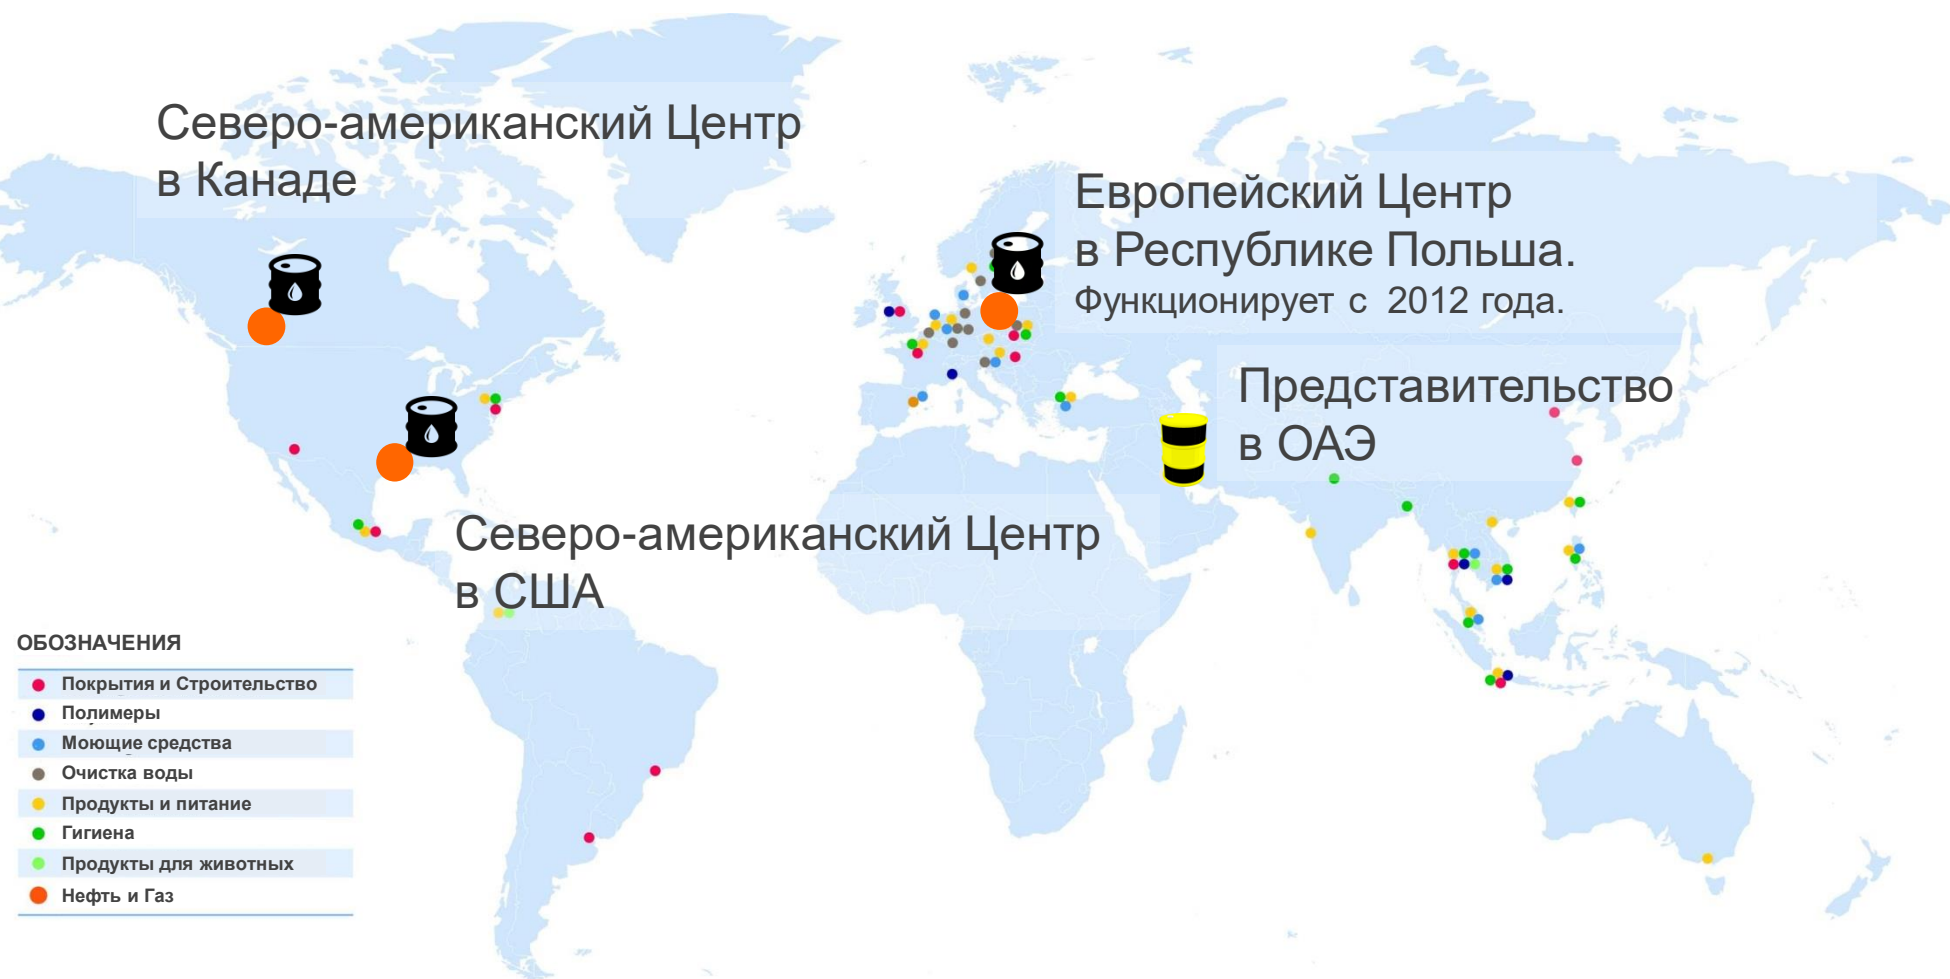 Северо-американский Центр
в Канаде
Европейский Центр
в Республике Польша.
Функционирует с 2012 года.
Представительство
в ОАЭ
Северо-американский Центр
в США
ОБОЗНАЧЕНИЯ
Покрытия и Строительство
Полимеры
Моющие средства
Очистка воды
Продукты и питание
Гигиена
Продукты для животных
Нефть и Газ